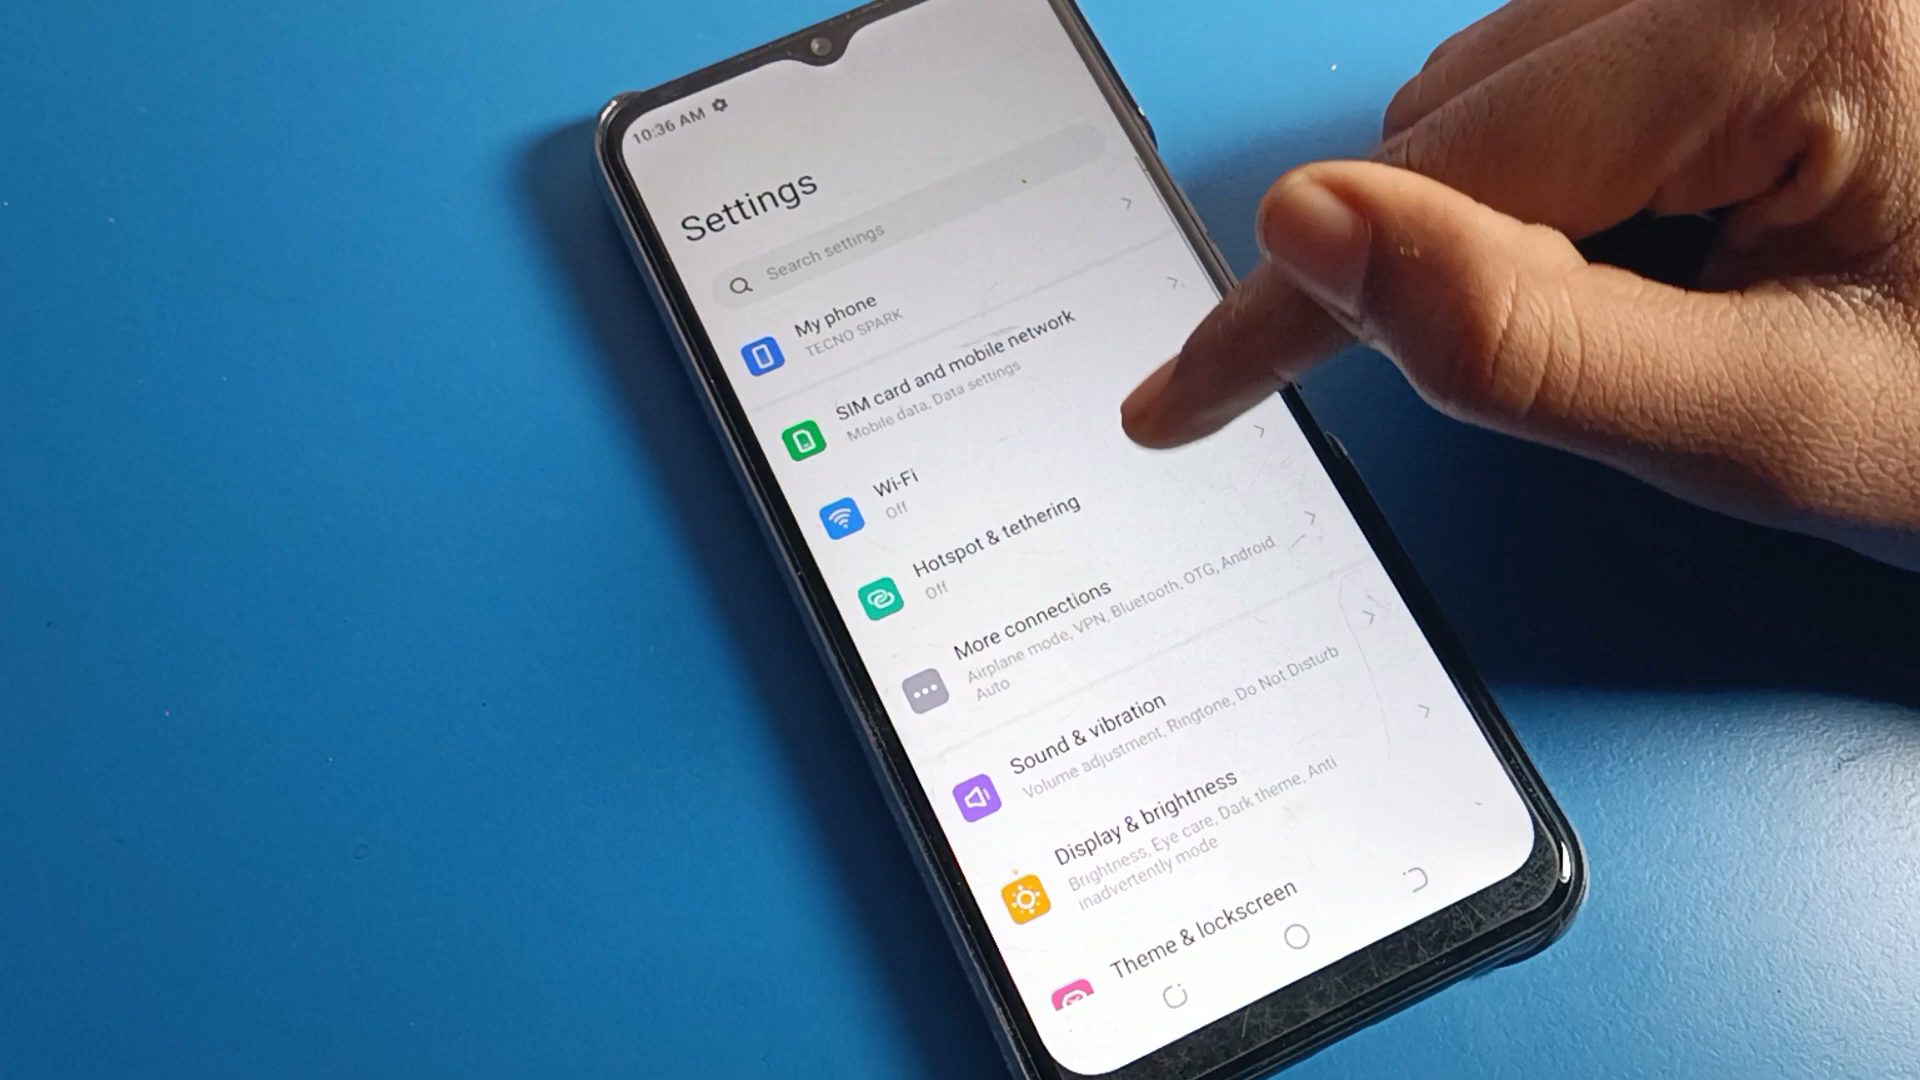 10:36 AM
Settings
Search settings
My phone
TECNO SPARK
SIM card and mobile network
Mobile data, Data settings
Wi-Fi
Off
Hotspot & tethering
Off
More connections
Airplane mode, VPN, Bluetooth, OTG, Android
Auto
Sound & vibration
Volume adjustment, Ringtone, Do Not Disturb
Display & brightness
Brightness, Eye care, Dark theme, Anti
inadvertently mode
Theme & lockscreen